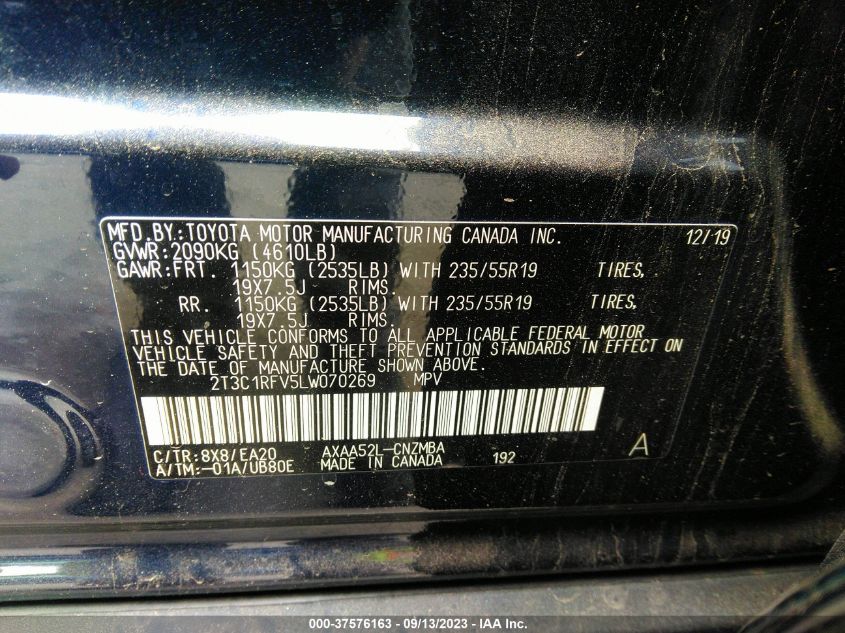 MFD.BY:TOYOTA MOTOR MANUFACTURING CANADA INC. 12/19
GVWR:2090KG (4610LB)
GAWR:FRT. 1150KG (2535LB) WITH 235/55R19 TIRES,
19X7.5J RIMS.
RR. 1150KG (2535LB) WITH 235/55R19 TIRES,
19X7.5J RIMS.
THIS VEHICLE CONFORMS TO ALL APPLICABLE FEDERAL MOTOR
VEHICLE SAFETY AND THEFT PREVENTION STANDARDS IN EFFECT ON
THE DATE OF MANUFACTURE SHOWN ABOVE.
2T3C1RFV5LW070269 MPV
C/TR:8X8/EA20 AXAA52L-CNZMBA A
A/TM:-01A/UB80E MADE IN CANADA 192
000-37576163 - 09/13/2023 - IAA Inc.